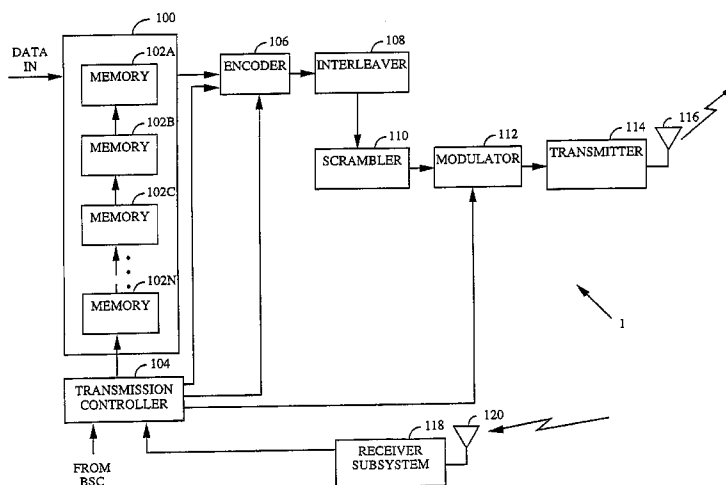 100
DATA
IN
102A
MEMORY
102B
MEMORY
102C
MEMORY
102N
MEMORY
106
ENCODER
108
INTERLEAVER
110
SCRAMBLER
112
MODULATOR
114
TRANSMITTER
116
1
104
TRANSMISSION
CONTROLLER
FROM
BSC
118
RECEIVER
SUBSYSTEM
120